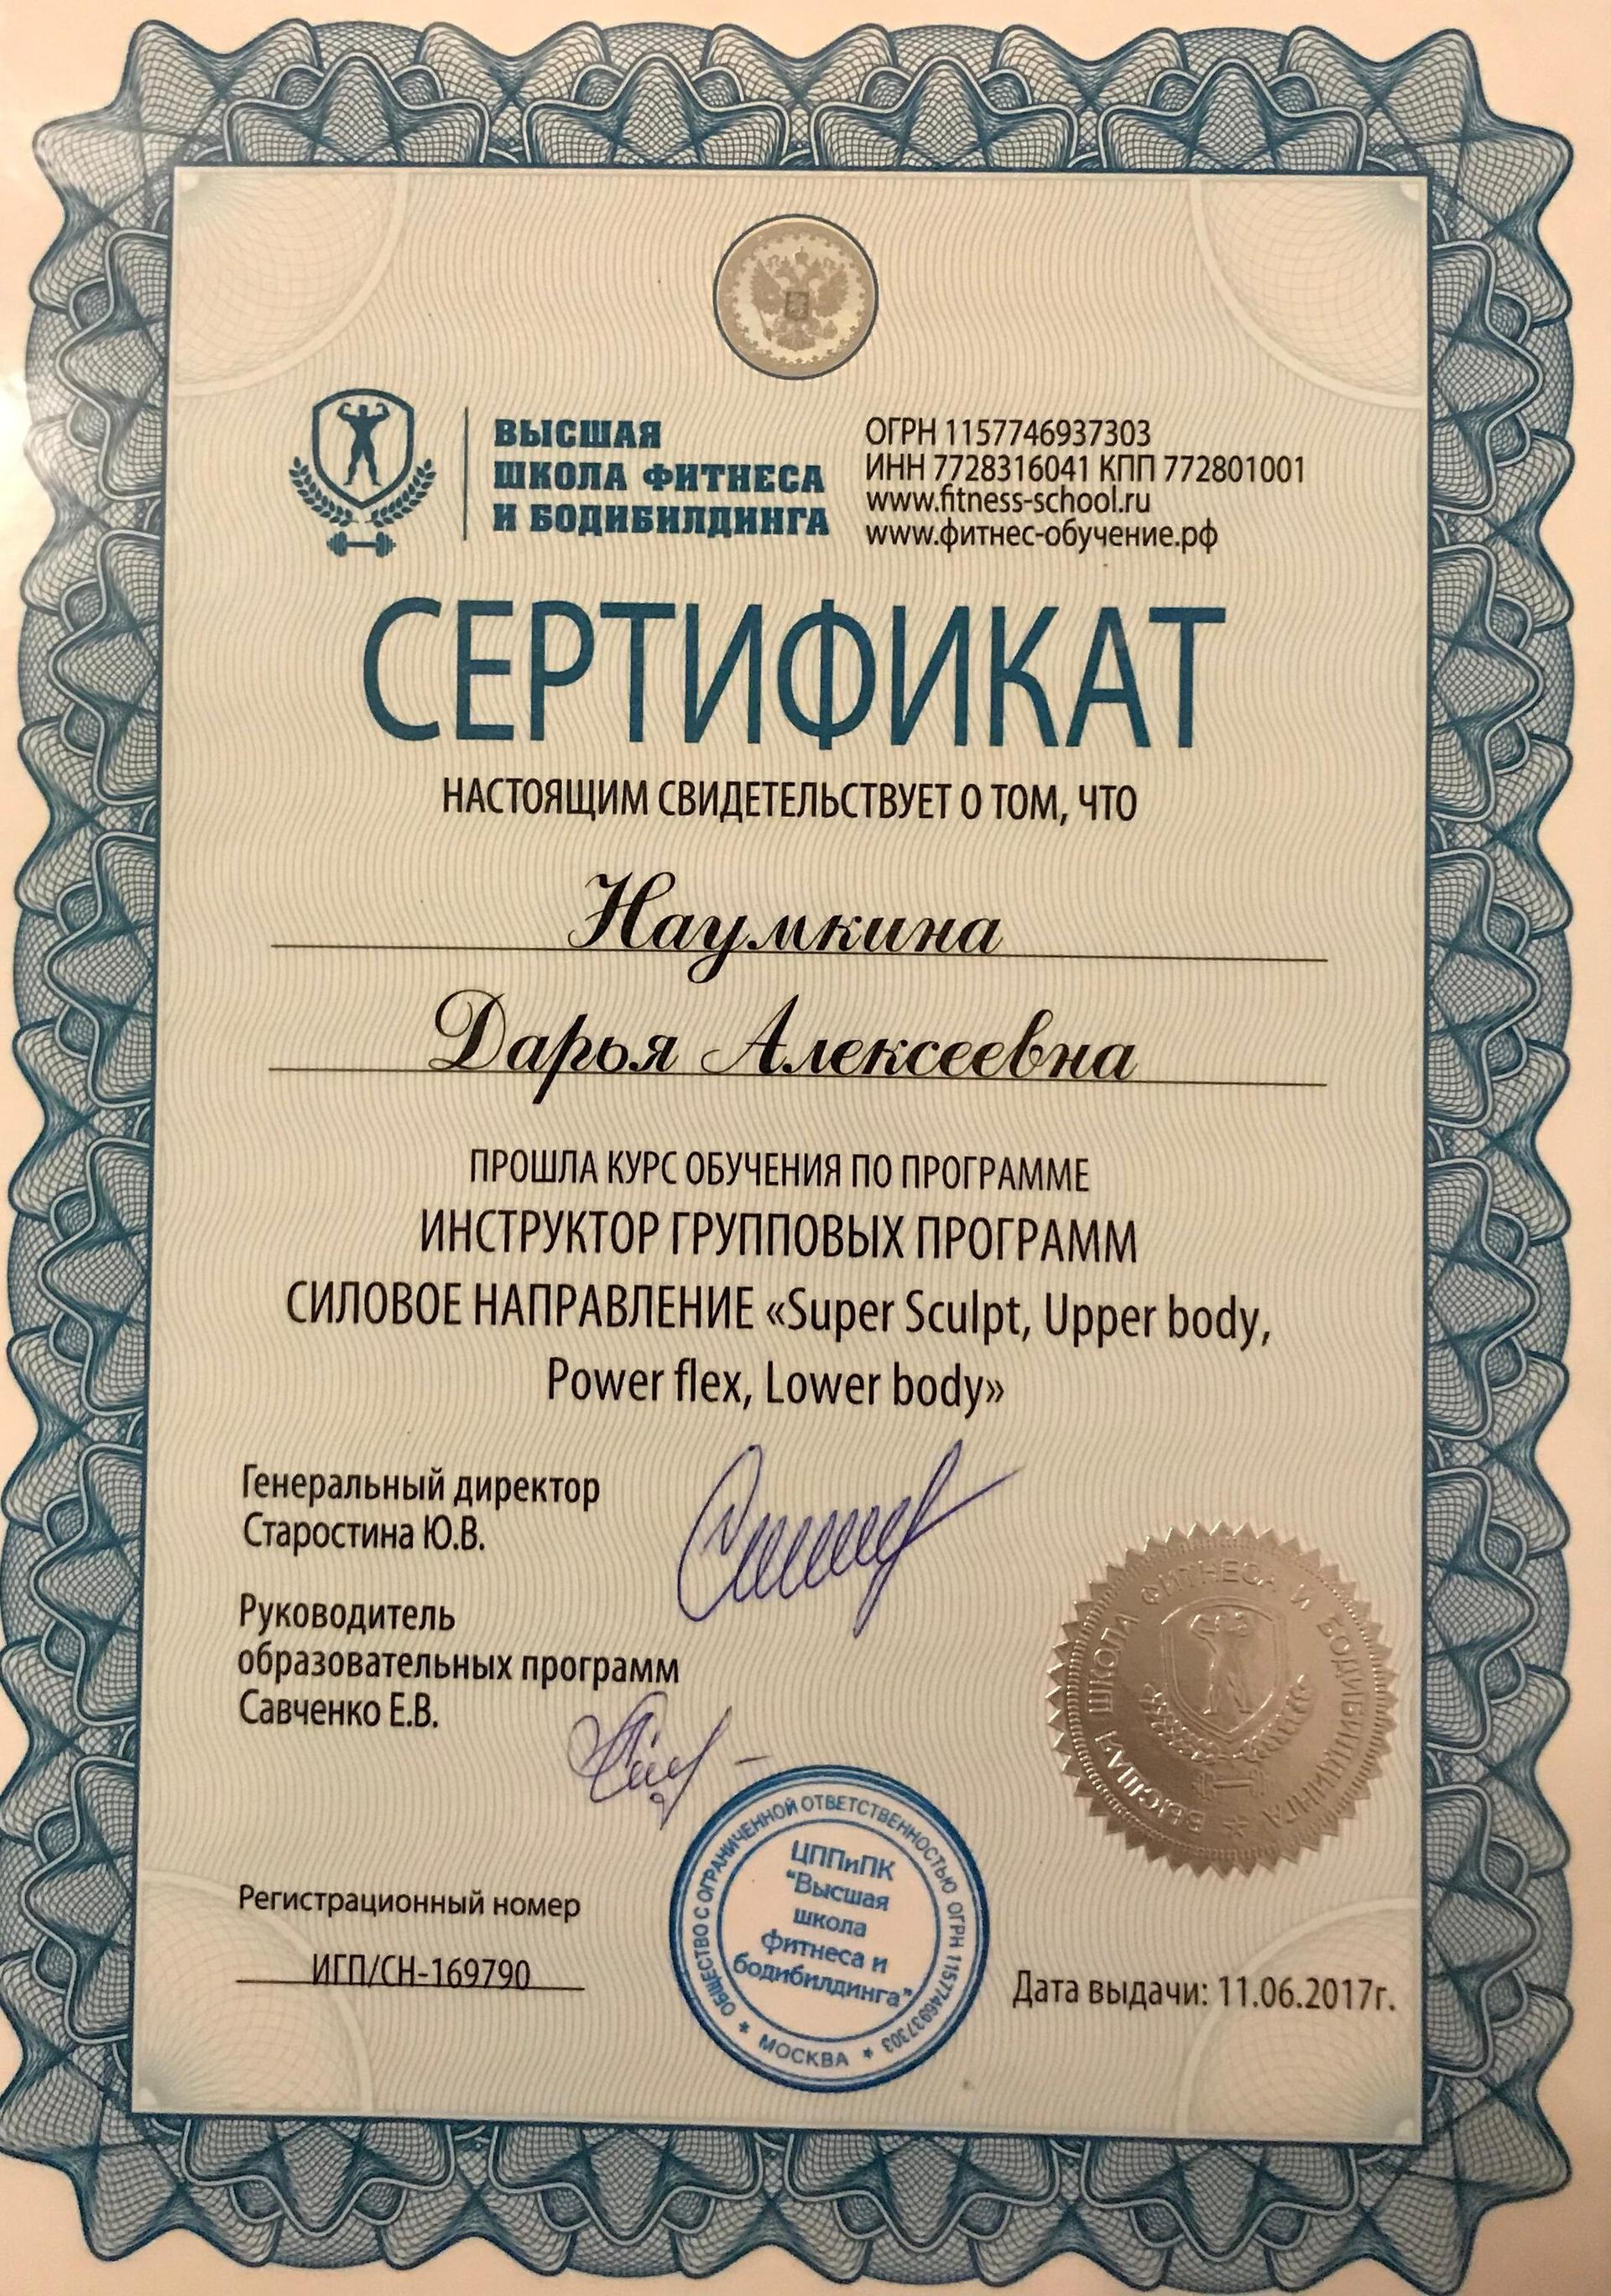 ВЫСШАЯ
ШКОЛА ФИТНЕСА
И БОДИБИЛДИНГА
ОГРН 1157746937303
ИНН 7728316041 КПП 772801001
www.fitness-school.ru
www.фитнес-обучение.рф
СЕРТИФИКАТ
НАСТОЯЩИМ СВИДЕТЕЛЬСТВУЕТ О ТОМ, ЧТО
Наумкина
Дарья Алексеевна
ПРОШЛА КУРС ОБУЧЕНИЯ ПО ПРОГРАММЕ
ИНСТРУКТОР ГРУППОВЫХ ПРОГРАММ
СИЛОВОЕ НАПРАВЛЕНИЕ «Super Sculpt, Upper body,
Power flex, Lower body»
Генеральный директор
Старостина Ю.В.
Руководитель
образовательных программ
Савченко Е.В.
ВЫСШАЯ ШКОЛА ФИТНЕСА И БОДИБИЛДИНГА
Регистрационный номер
ИГП/СН-169790
ОБЩЕСТВО С ОГРАНИЧЕННОЙ ОТВЕТСТВЕННОСТЬЮ ОГРН 1157746937303
МОСКВА
ЦППиПК
"Высшая
школа
фитнеса и
бодибилдинга"
Дата выдачи: 11.06.2017г.